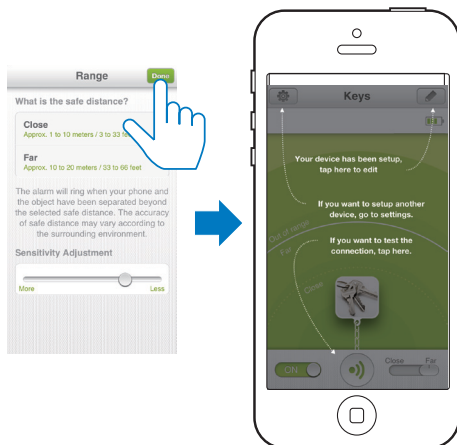 Range
Done
What is the safe distance?
Close
Approx. 1 to 10 meters / 3 to 33 fe
Far
Approx. 10 to 20 meters / 33 to 66 feet
The alarm will ring when your phone and
the object have been separated beyond
the selected safe distance. The accuracy
of safe distance may vary according to
the surrounding environment.
Sensitivity Adjustment
More
Less
Keys
Your device has been setup,
tap here to edit
If you want to setup another
device, go to settings.
If you want to test the
connection, tap here.
Out of range
Far
Close
ON
Close
Far